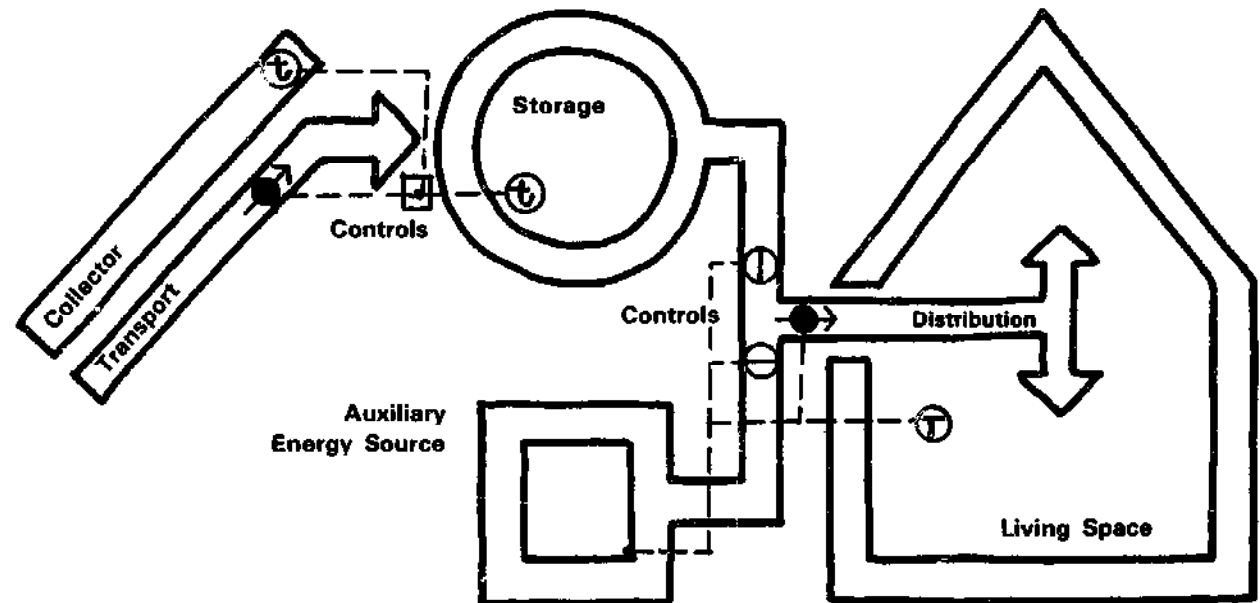 t
Storage
t
Controls
Collector
Transport
Controls
Distribution
Auxiliary
Energy Source
T
Living Space